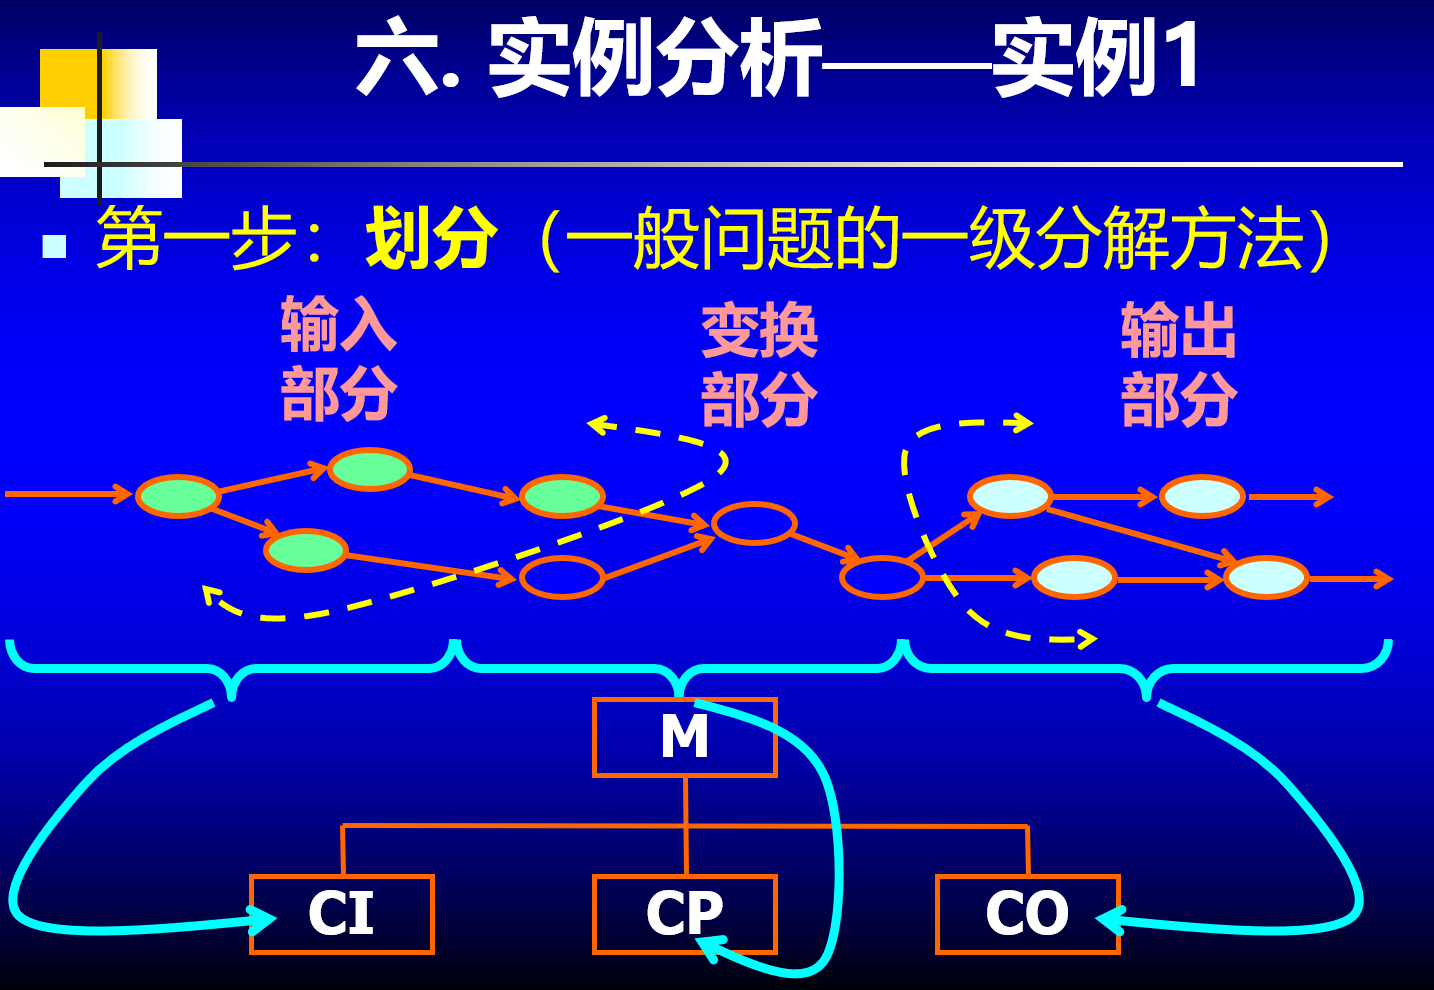 六. 实例分析——实例1
第一步：划分（一般问题的一级分解方法）
输入
部分
变换
部分
输出
部分
M
CI
CP
CO